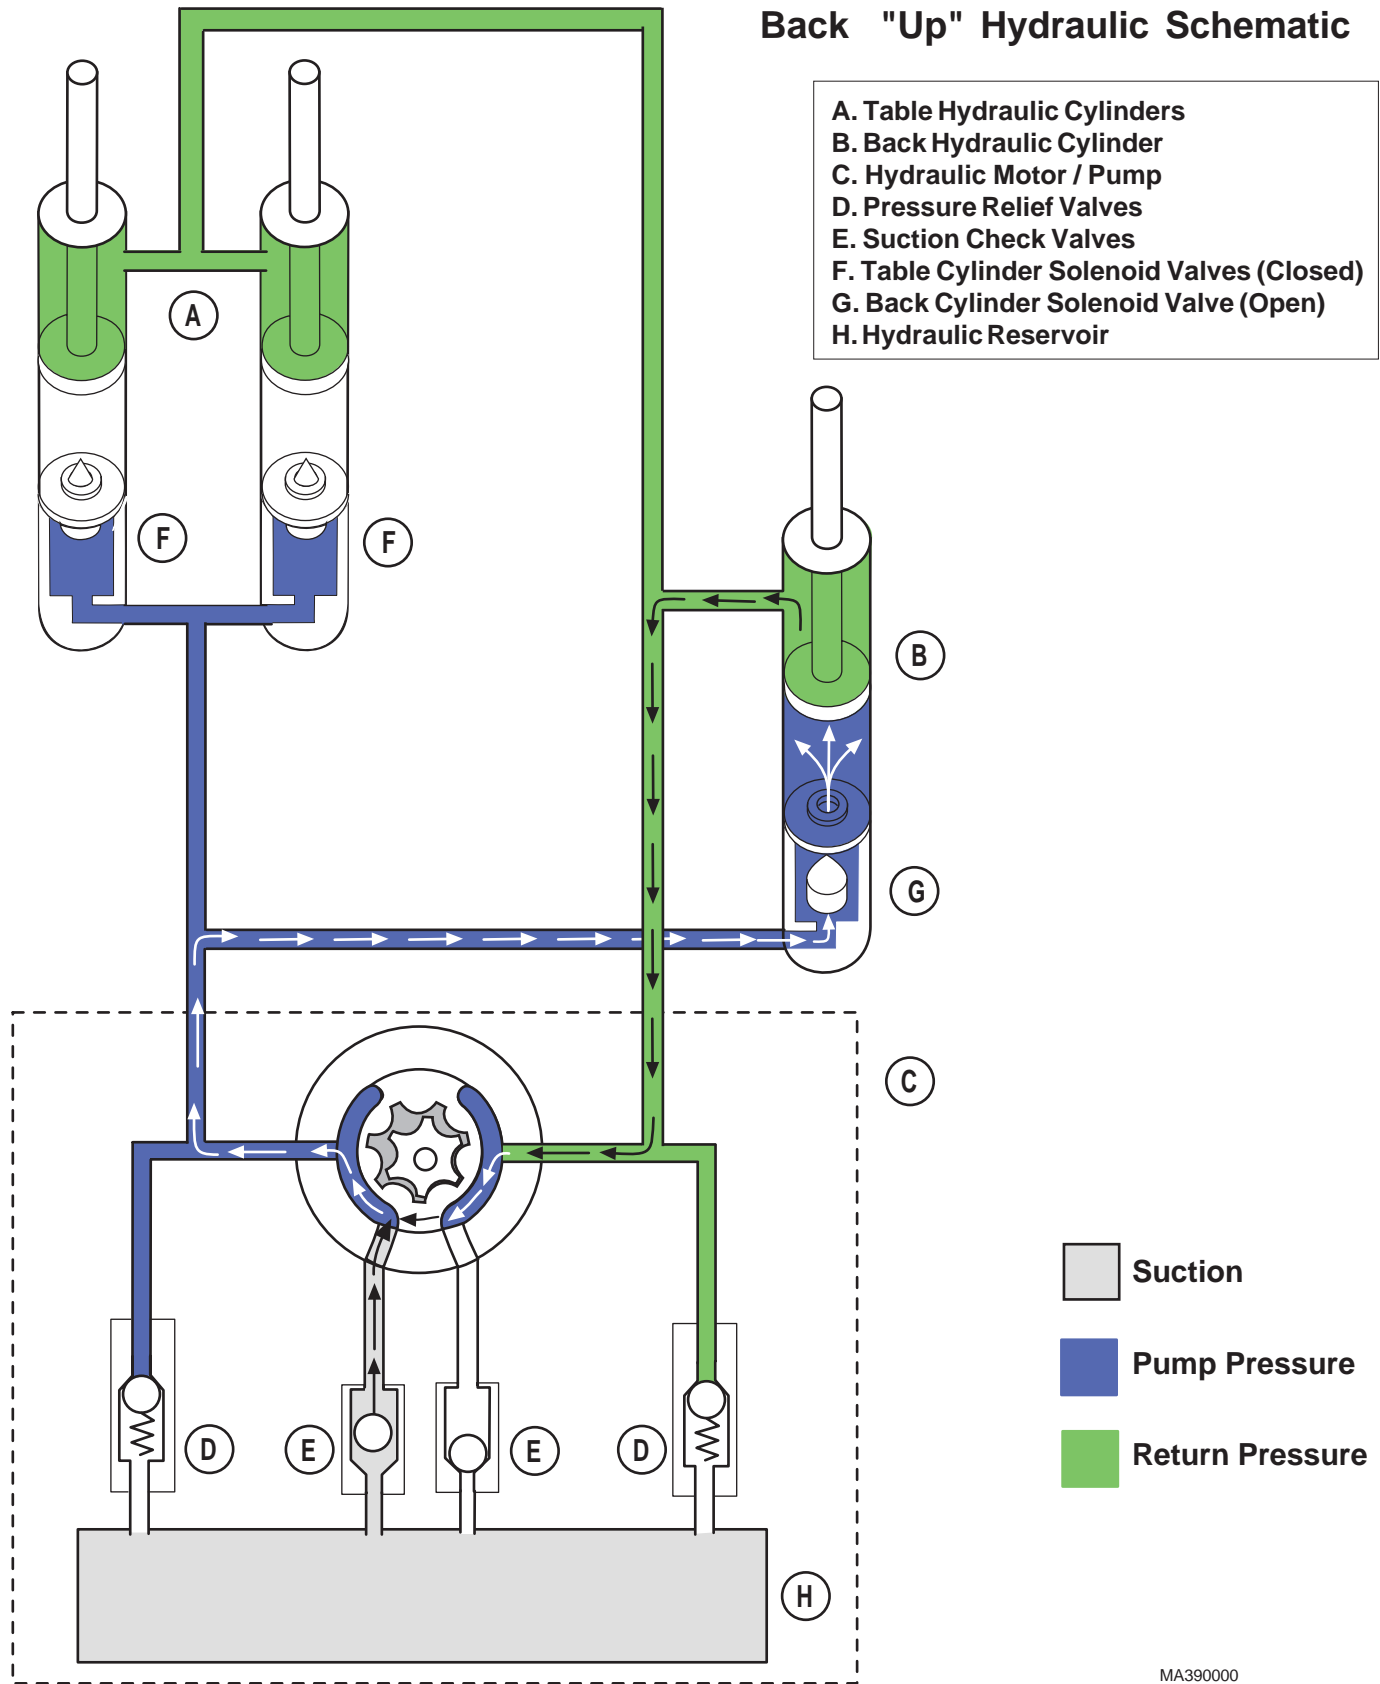 Back "Up" Hydraulic Schematic
A. Table Hydraulic Cylinders
B. Back Hydraulic Cylinder
C. Hydraulic Motor / Pump
D. Pressure Relief Valves
E. Suction Check Valves
F. Table Cylinder Solenoid Valves (Closed)
G. Back Cylinder Solenoid Valve (Open)
H. Hydraulic Reservoir
A
F
F
B
G
C
D
E
E
D
H
Suction
Pump Pressure
Return Pressure
MA390000